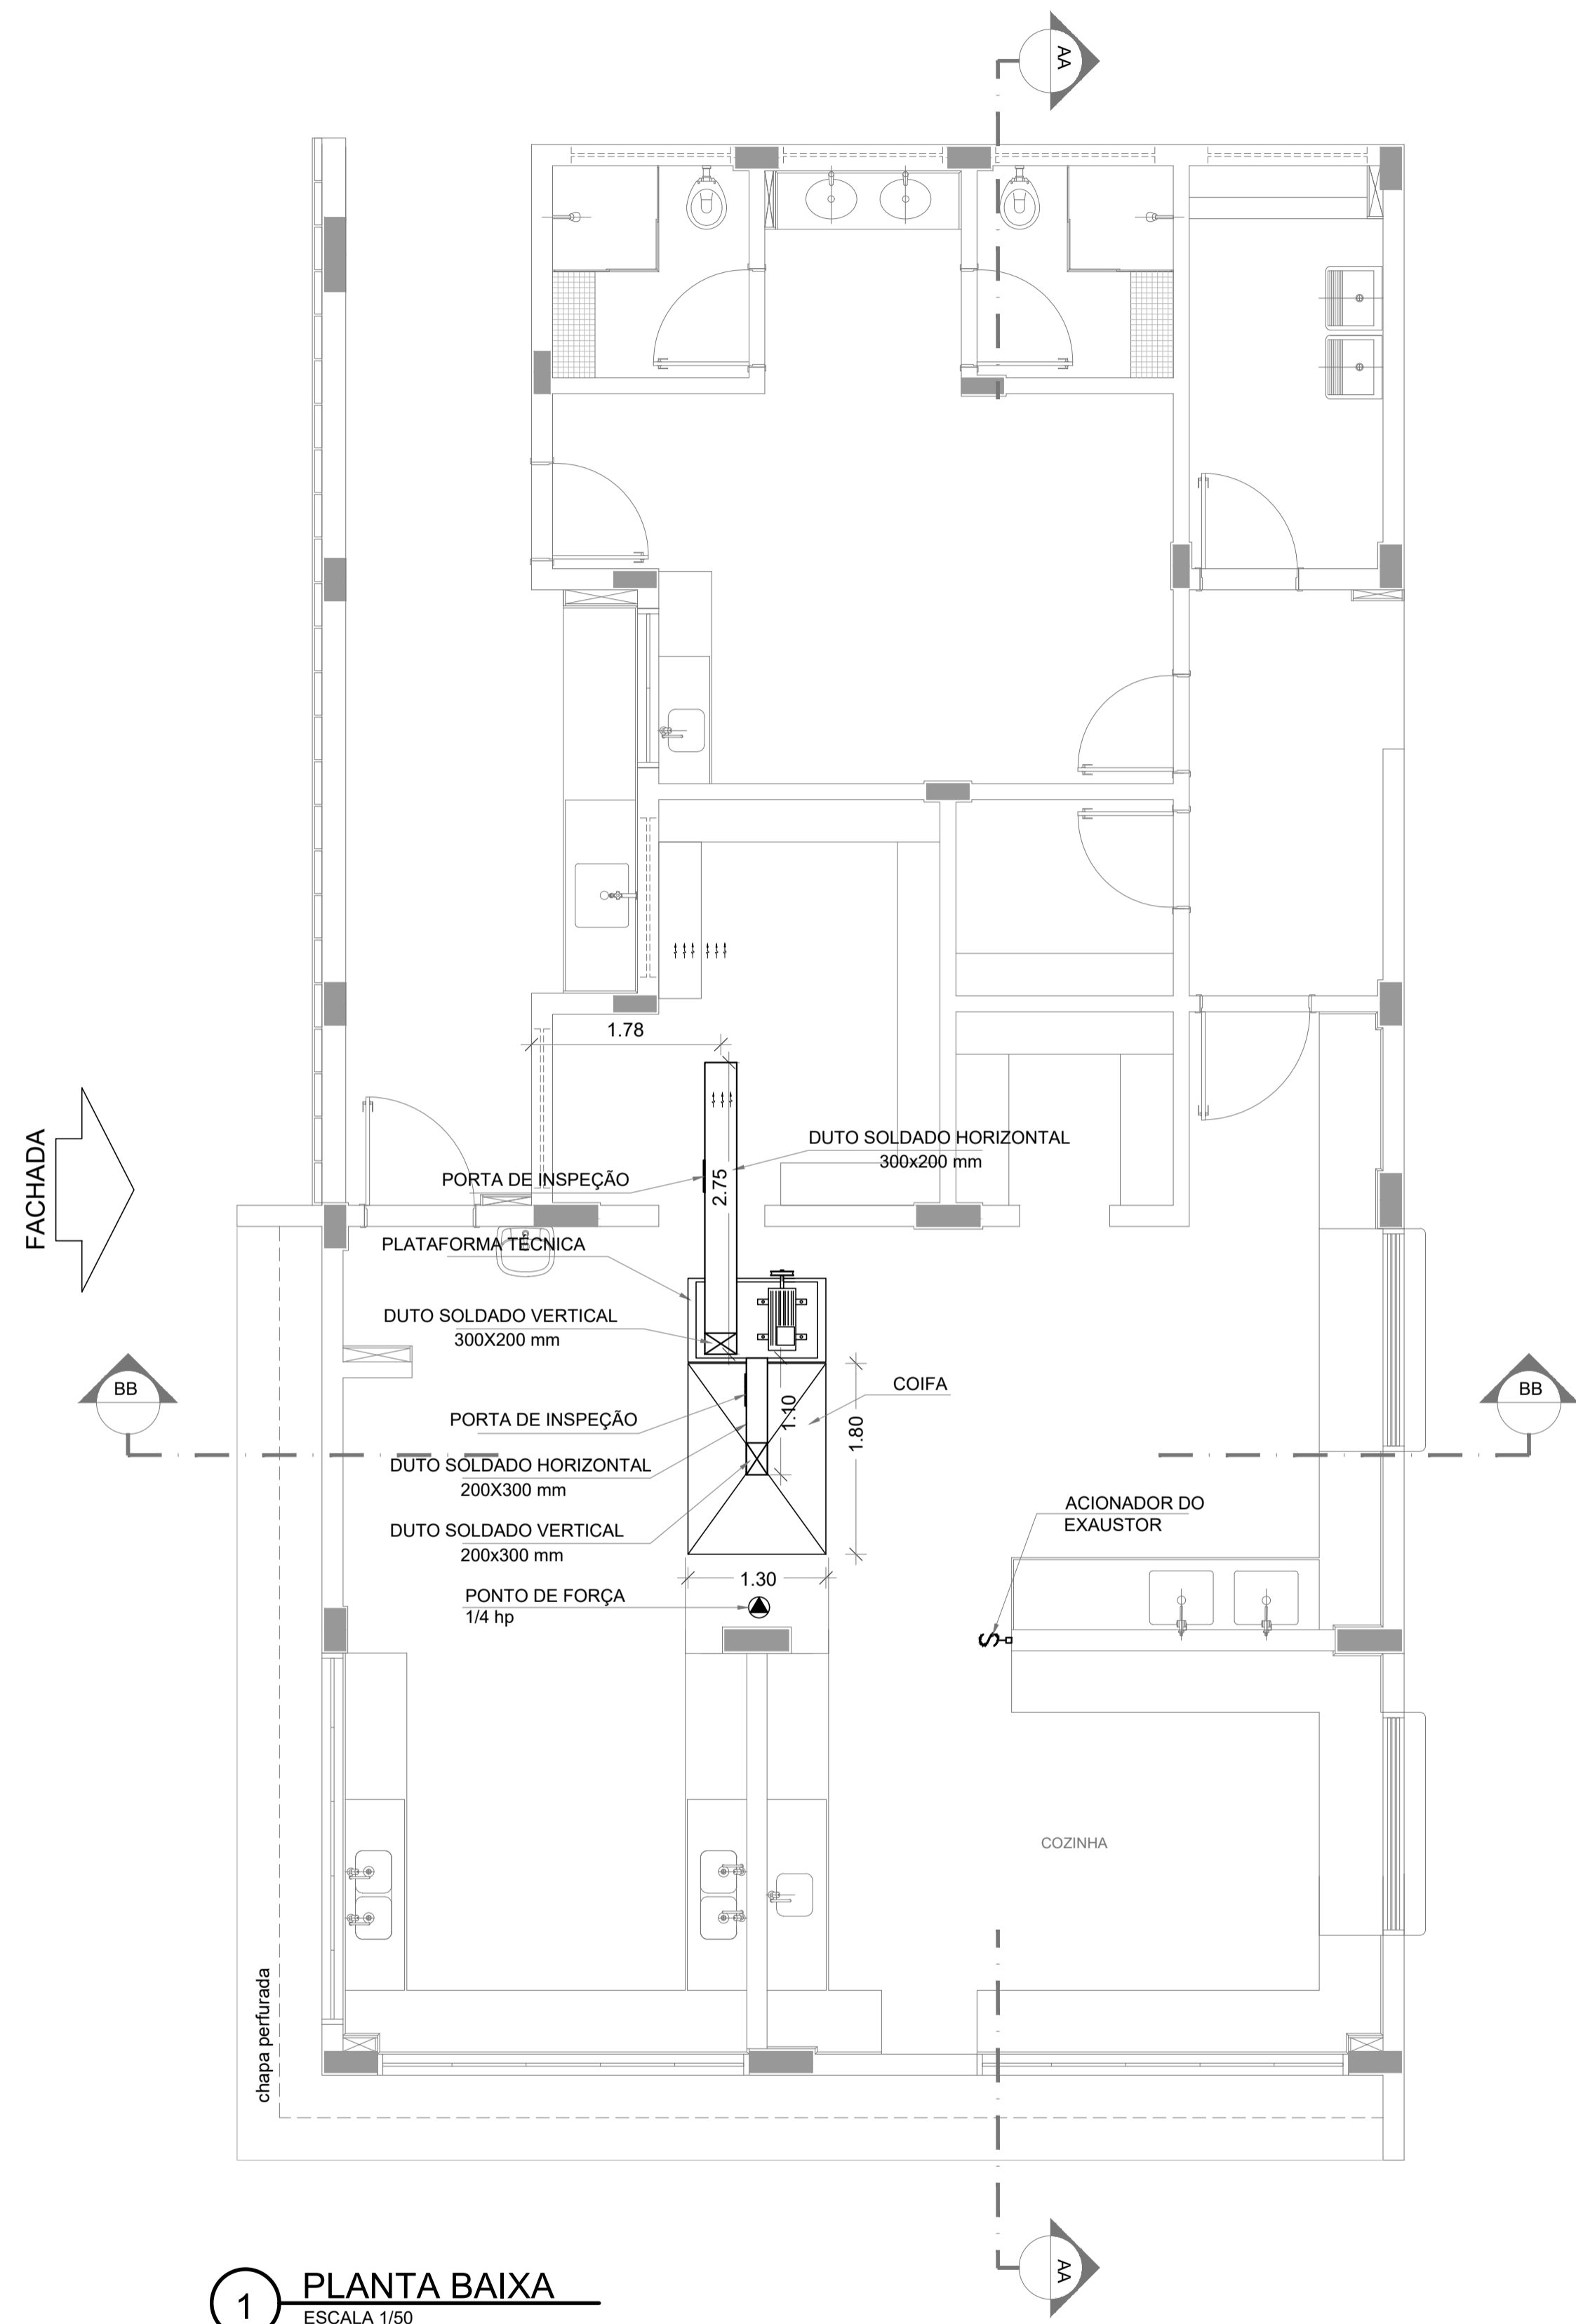 AA
1.78
DUTO SOLDADO HORIZONTAL
300x200 mm
PORTA DE INSPEÇÃO
2.75
FACHADA
PLATAFORMA TÉCNICA
DUTO SOLDADO VERTICAL
300X200 mm
BB
COIFA
BB
PORTA DE INSPEÇÃO
1.10
1.80
DUTO SOLDADO HORIZONTAL
200X300 mm
ACIONADOR DO
EXAUSTOR
DUTO SOLDADO VERTICAL
200x300 mm
1.30
PONTO DE FORÇA
1/4 hp
S
COZINHA
chapa perfurada
AA
1
PLANTA BAIXA
ESCALA 1/50